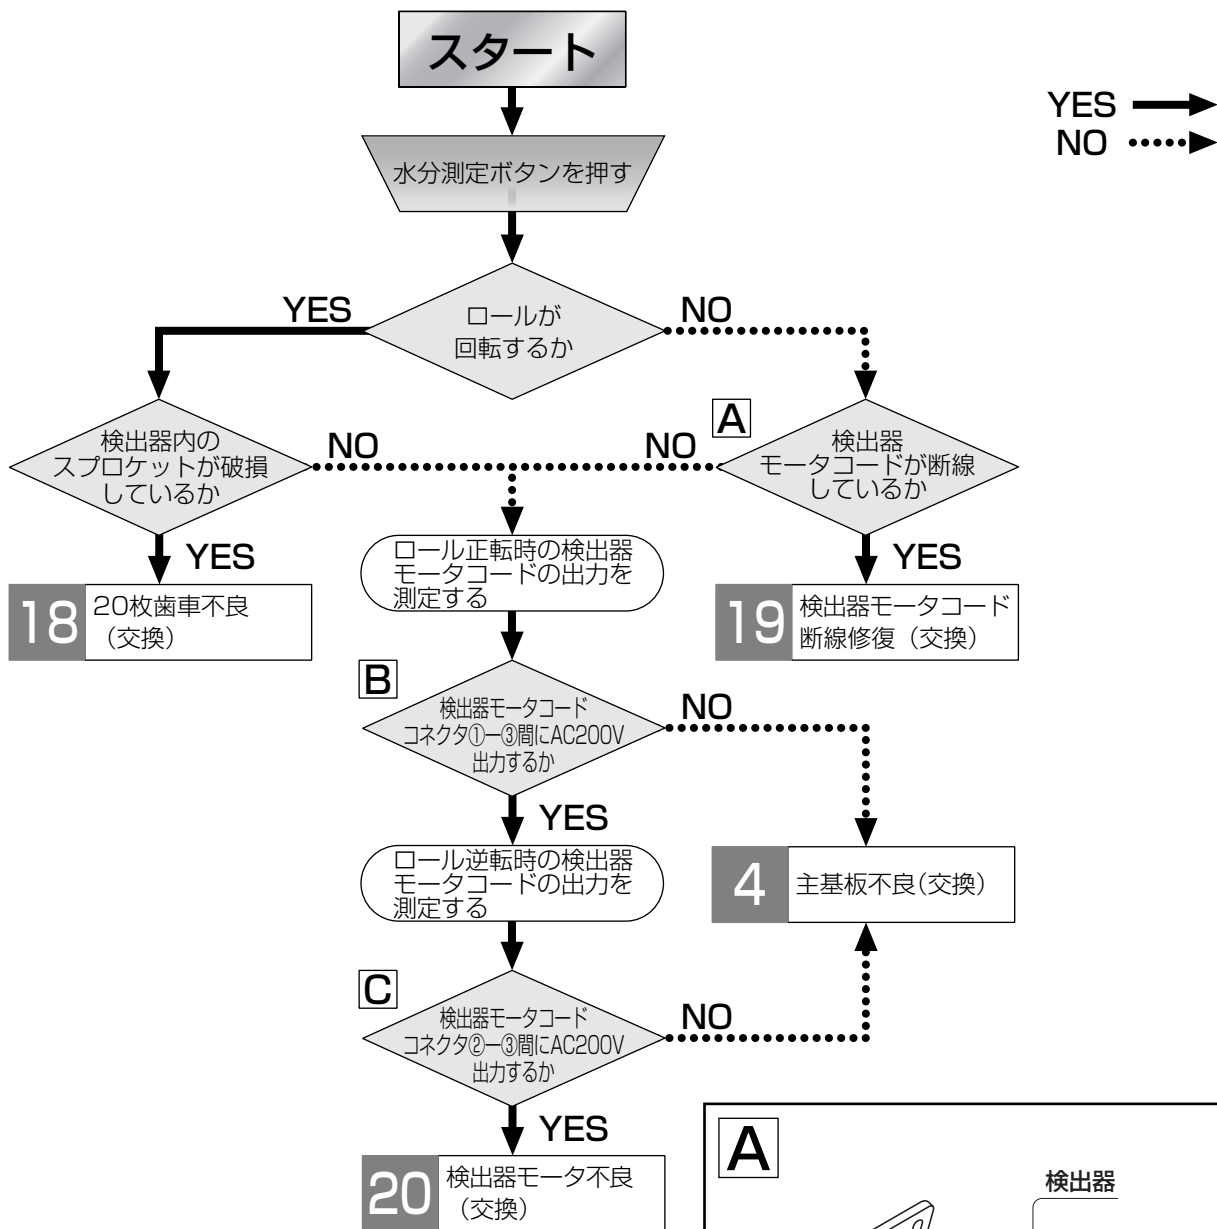 スタート
YES
NO
水分測定ボタンを押す
ロールが
回転するか
YES
NO
検出器内の
スプロケットが破損
しているか
NO
NO
A
検出器
モータコードが断線
しているか
YES
YES
18
20枚歯車不良
(交換)
ロール正転時の検出器
モータコードの出力を
測定する
19
検出器モータコード
断線修復(交換)
B
検出器モータコード
コネクタ①ー③間にAC200V
出力するか
NO
YES
ロール逆転時の検出器
モータコードの出力を
測定する
4
主基板不良(交換)
C
検出器モータコード
コネクタ②ー③間にAC200V
出力するか
NO
YES
20
検出器モータ不良
(交換)
A
検出器